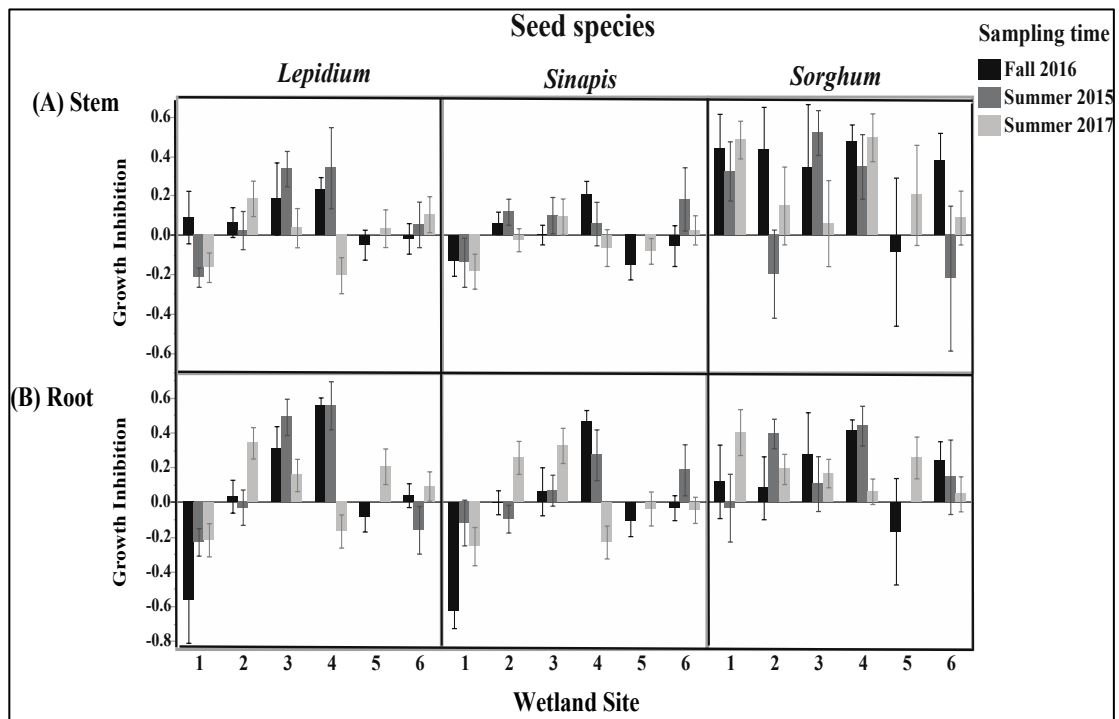 Seed species
Sampling time
Fall 2016
Summer 2015
Summer 2017
Lepidium Sinapis Sorghum
(A) Stem
Growth Inhibition
0.6
0.4
0.2
0.0
-0.2
-0.4
-0.6
(B) Root
Growth Inhibition
0.6
0.4
0.2
0.0
-0.2
-0.4
-0.6
-0.8
1 2 3 4 5 6 1 2 3 4 5 6 1 2 3 4 5 6
Wetland Site